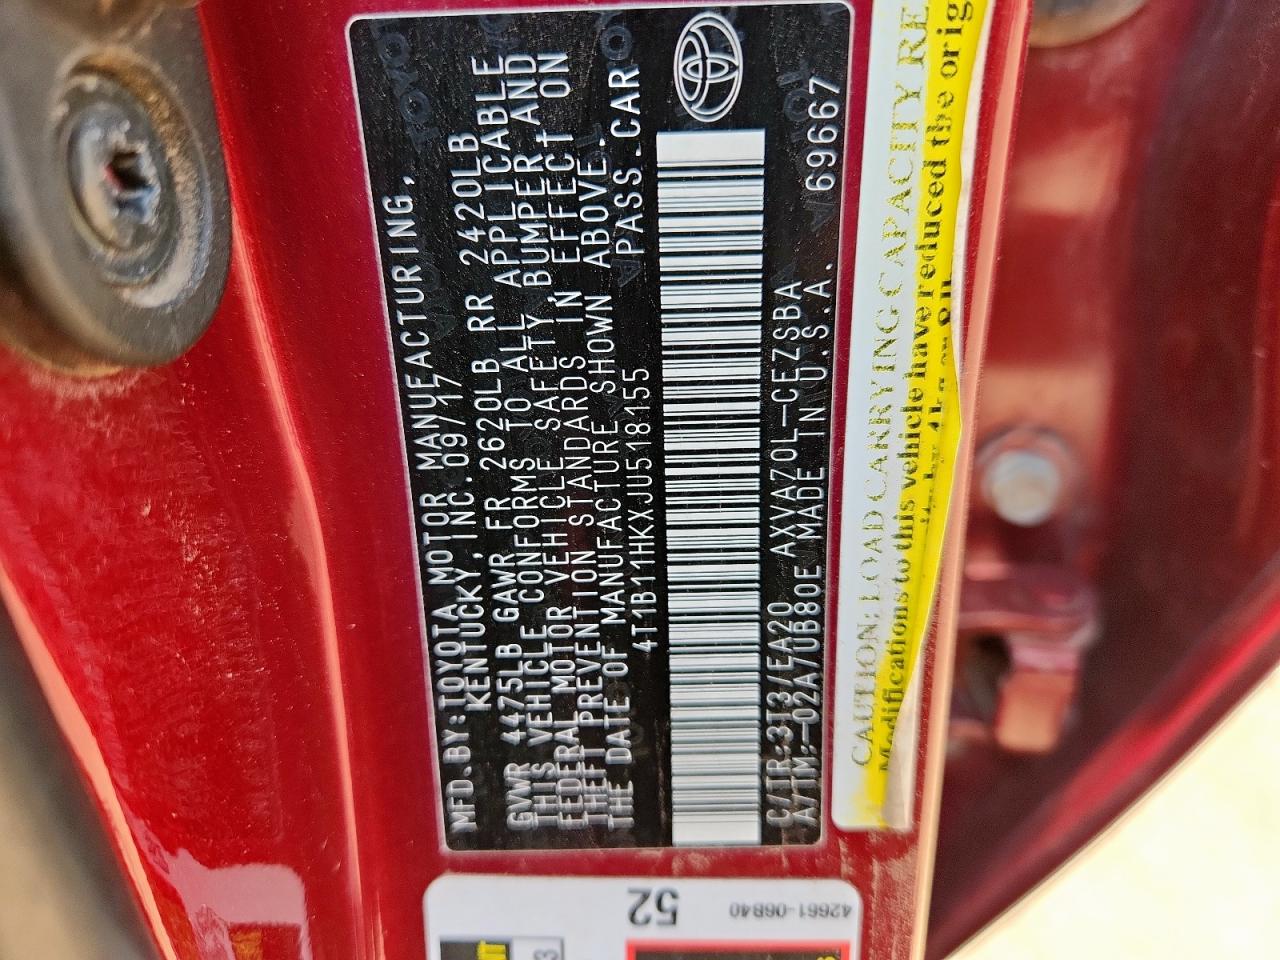 MFD.BY:TOYOTA MOTOR MANUFACTURING,
KENTUCKY, INC. 09/17
GVWR 4475LB GAWR FR 2620LB RR 2420LB
THIS VEHICLE CONFORMS TO ALL APPLICABLE
FEDERAL MOTOR VEHICLE SAFETY, BUMPER AND
THEFT PREVENTION STANDARDS IN EFFECT ON
THE DATE OF MANUFACTURE SHOWN ABOVE.
4T1B11HKXJU518155 PASS.CAR
C/TR:3T3/EA20 AXVA70L-CEZSBA
A/TM:-02A/UB80E MADE IN U.S.A. 69667
CAUTION: LOAD CARRYING CAPACITY RE
Modifications to this vehicle have reduced the orig
52
42661-06B40